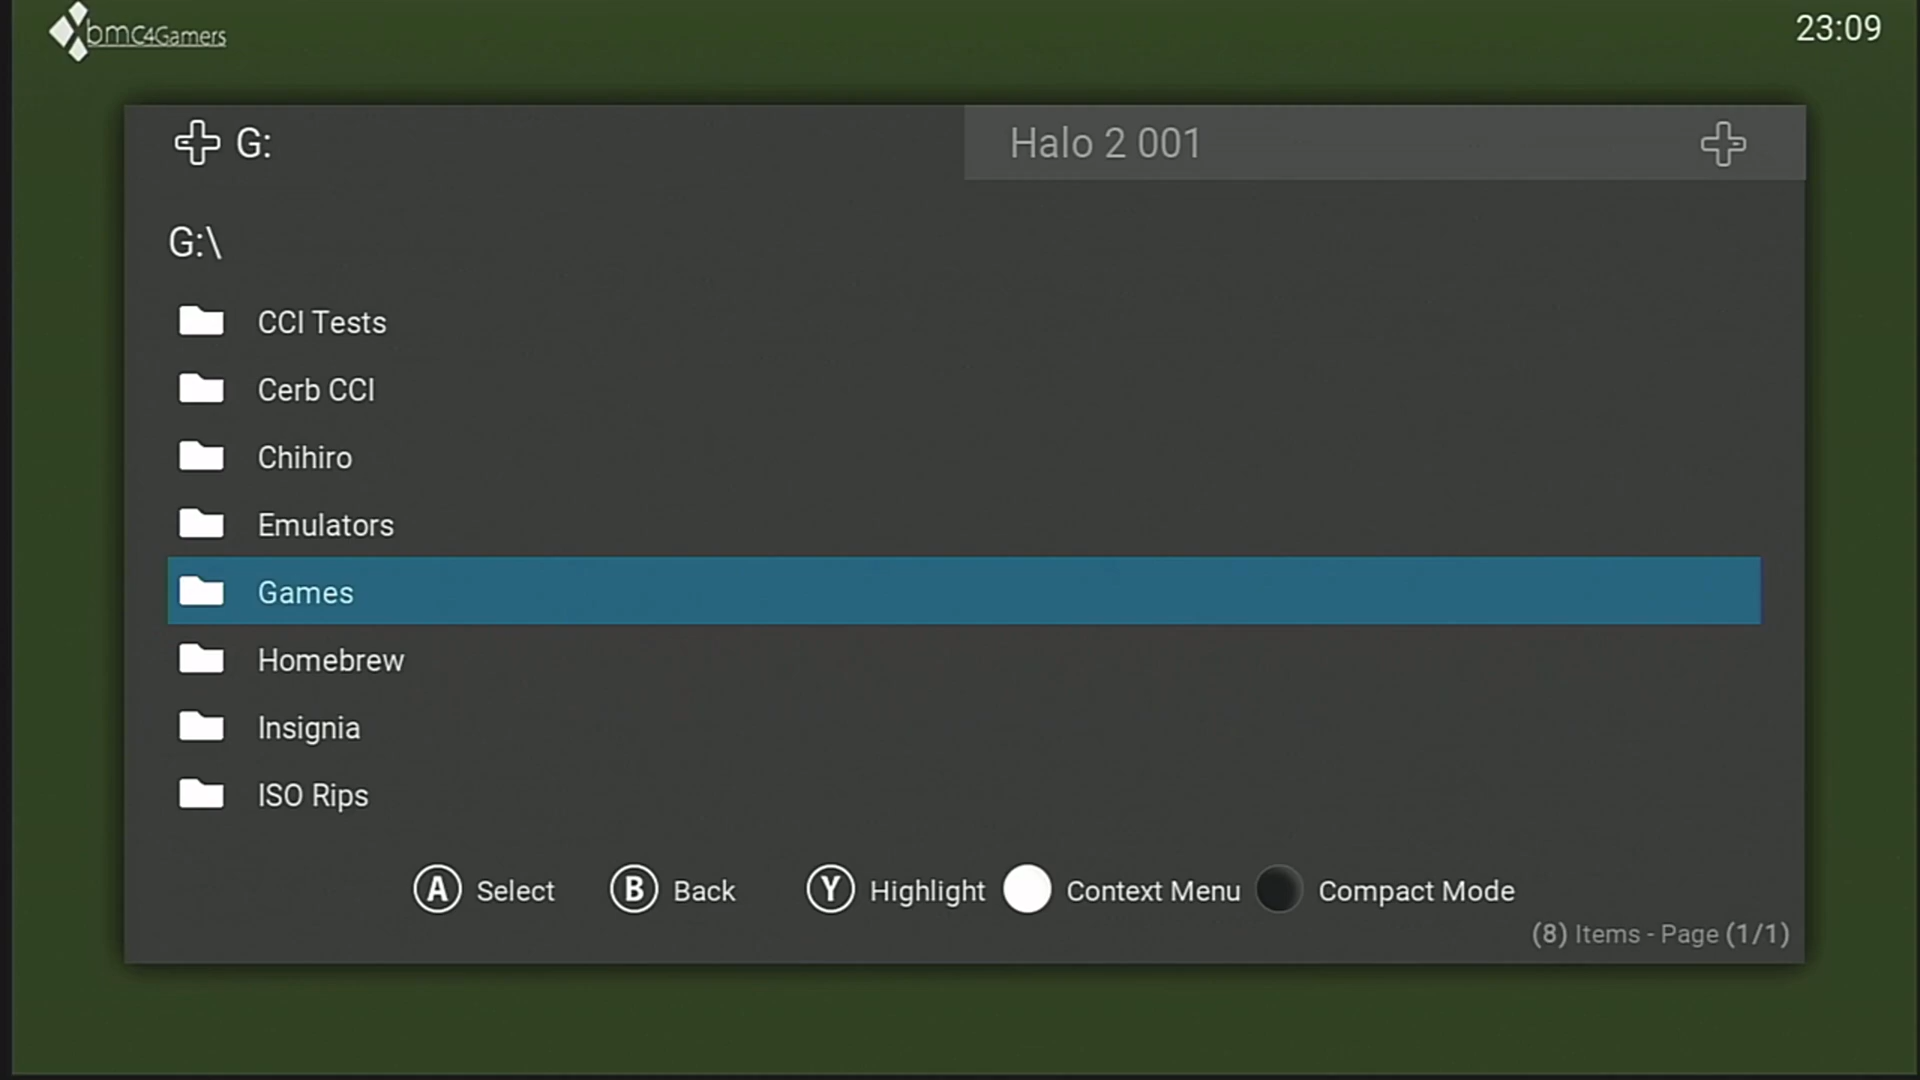 bmc4Gamers
23:09
G:
Halo 2 001
G:\
CCI Tests
Cerb CCI
Chihiro
Emulators
Games
Homebrew
Insignia
ISO Rips
A Select B Back Y Highlight Context Menu Compact Mode
(8) Items - Page (1/1)